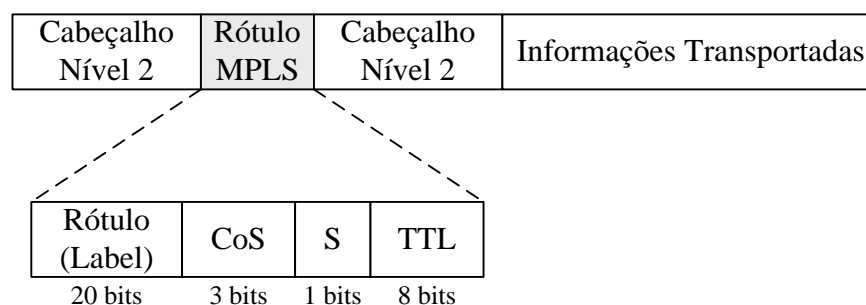 Cabeçalho Rótulo Cabeçalho Informações Transportadas
Nível 2 MPLS Nível 2
Rótulo CoS S TTL
(Label)
20 bits 3 bits 1 bits 8 bits